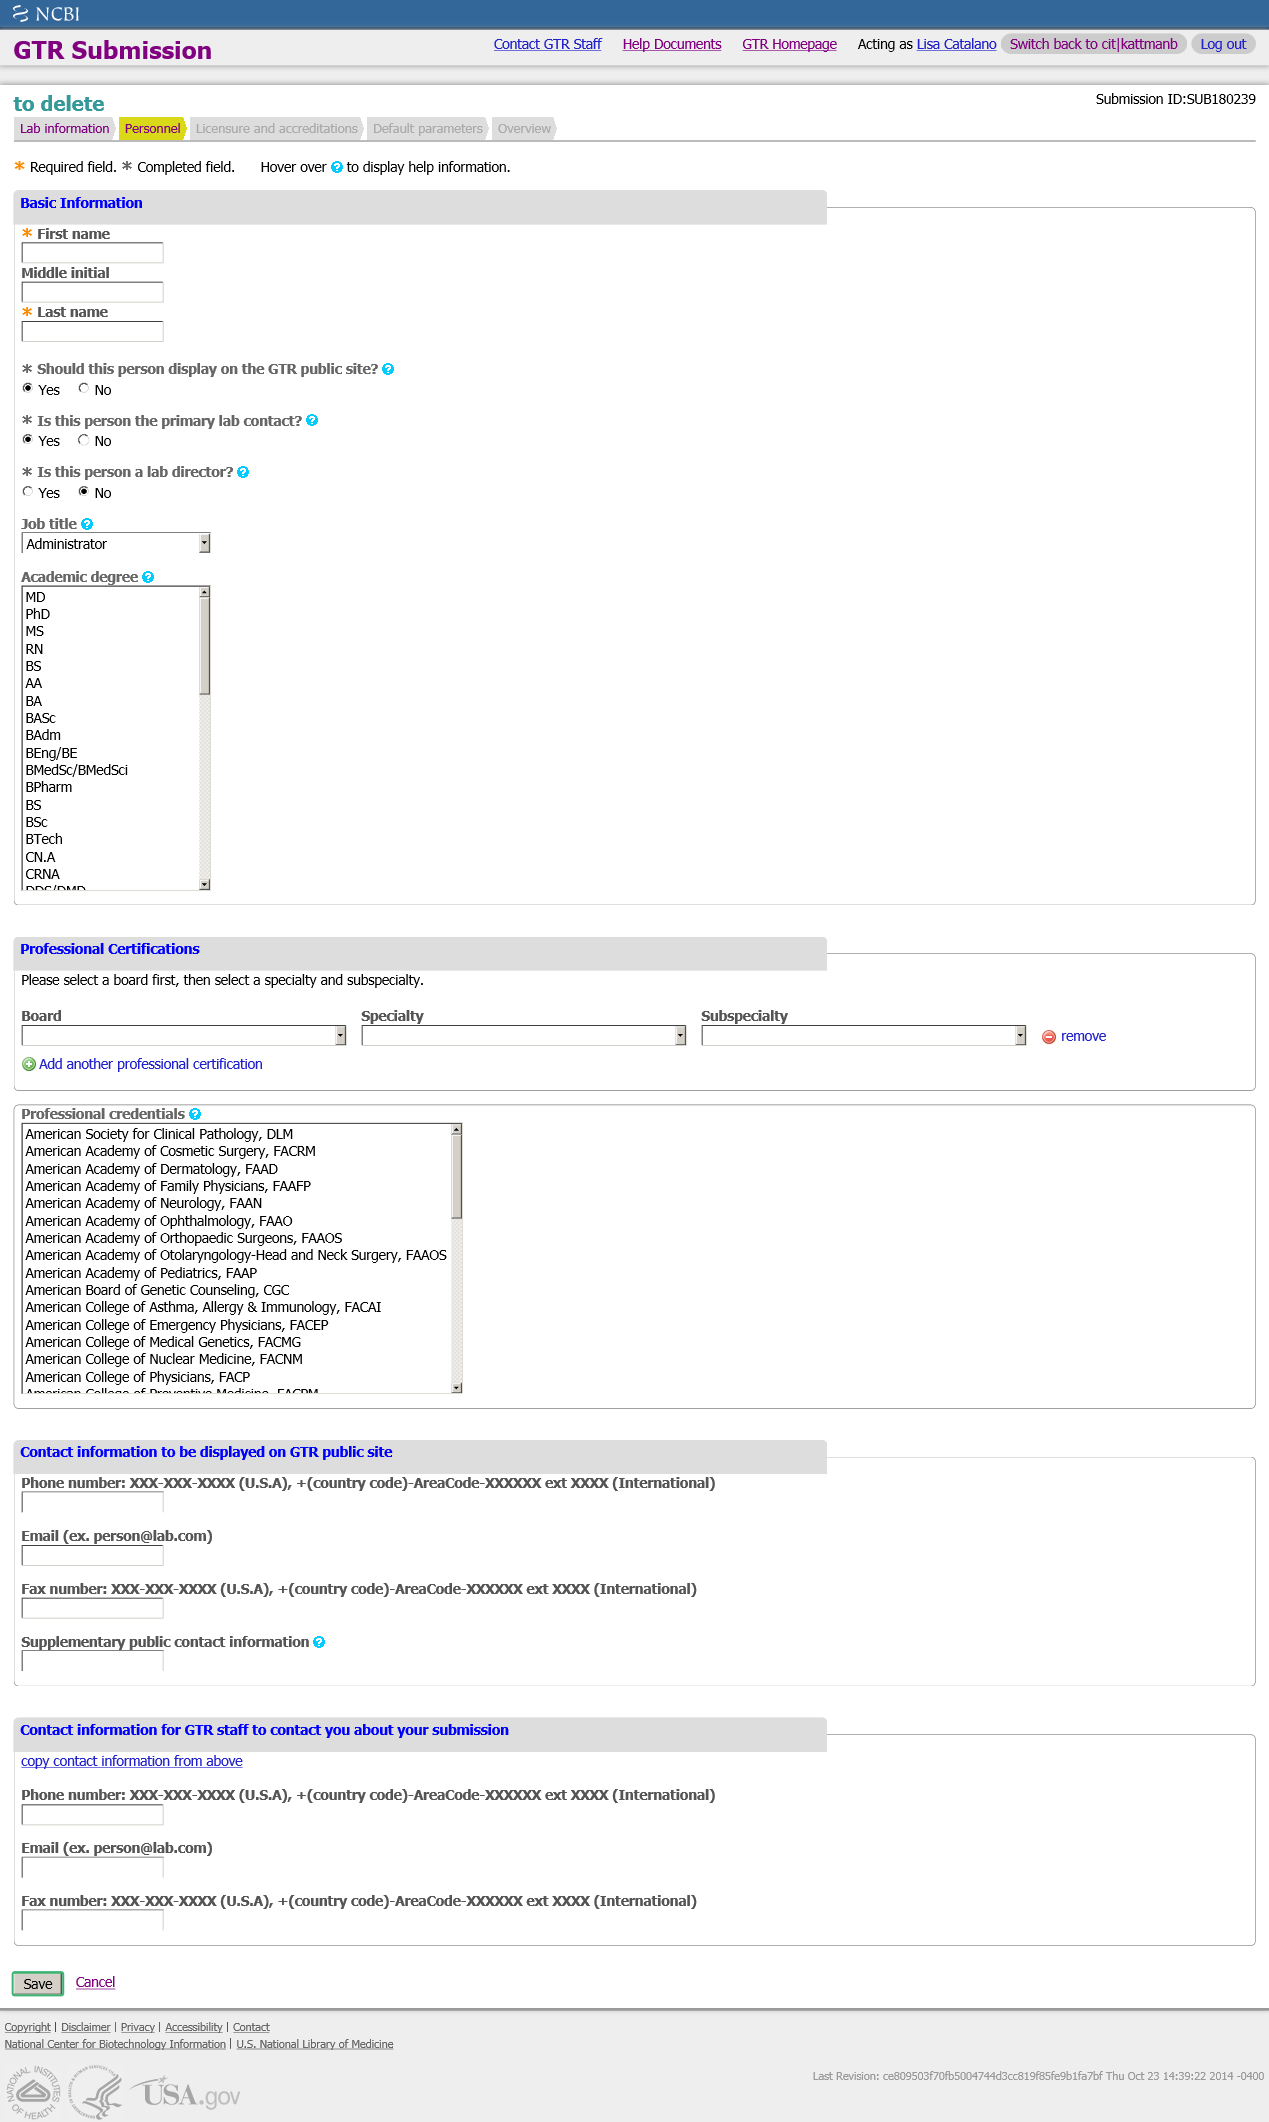 NCBI
GTR Submission
Contact GTR Staff Help Documents GTR Homepage Acting as Lisa Catalano Switch back to cit|kattmanb Log out
to delete
Submission ID:SUB180239
Lab information Personnel Licensure and accreditations Default parameters Overview
* Required field. * Completed field. Hover over ? to display help information.
Basic Information
* First name
Middle initial
* Last name
* Should this person display on the GTR public site? ?
Yes No
* Is this person the primary lab contact? ?
Yes No
* Is this person a lab director? ?
Yes No
Job title ?
Administrator
Academic degree ?
MD
PhD
MS
RN
BS
AA
BA
BASc
BAdm
BEng/BE
BMedSc/BMedSci
BPharm
BS
BSc
BTech
CN.A
CRNA
DDS/DMD
Professional Certifications
Please select a board first, then select a specialty and subspecialty.
Board Specialty Subspecialty
remove
Add another professional certification
Professional credentials ?
American Society for Clinical Pathology, DLM
American Academy of Cosmetic Surgery, FACRM
American Academy of Dermatology, FAAD
American Academy of Family Physicians, FAAFP
American Academy of Neurology, FAAN
American Academy of Ophthalmology, FAAO
American Academy of Orthopaedic Surgeons, FAAOS
American Academy of Otolaryngology-Head and Neck Surgery, FAAOS
American Academy of Pediatrics, FAAP
American Board of Genetic Counseling, CGC
American College of Asthma, Allergy & Immunology, FACAI
American College of Emergency Physicians, FACEP
American College of Medical Genetics, FACMG
American College of Nuclear Medicine, FACNM
American College of Physicians, FACP
American College of Preventive Medicine, FACPM
Contact information to be displayed on GTR public site
Phone number: XXX-XXX-XXXX (U.S.A), +(country code)-AreaCode-XXXXXX ext XXXX (International)
Email (ex. person@lab.com)
Fax number: XXX-XXX-XXXX (U.S.A), +(country code)-AreaCode-XXXXXX ext XXXX (International)
Supplementary public contact information ?
Contact information for GTR staff to contact you about your submission
copy contact information from above
Phone number: XXX-XXX-XXXX (U.S.A), +(country code)-AreaCode-XXXXXX ext XXXX (International)
Email (ex. person@lab.com)
Fax number: XXX-XXX-XXXX (U.S.A), +(country code)-AreaCode-XXXXXX ext XXXX (International)
Save Cancel
Copyright | Disclaimer | Privacy | Accessibility | Contact
National Center for Biotechnology Information | U.S. National Library of Medicine
NATIONAL INSTITUTES OF HEALTH
USA.gov
Last Revision: ce809503f70fb5004744d3cc819f85fe9b1fa7bf Thu Oct 23 14:39:22 2014 -0400